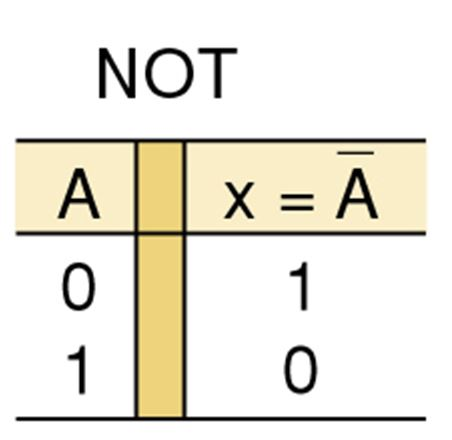 NOT
A x = A̅
0 1
1 0